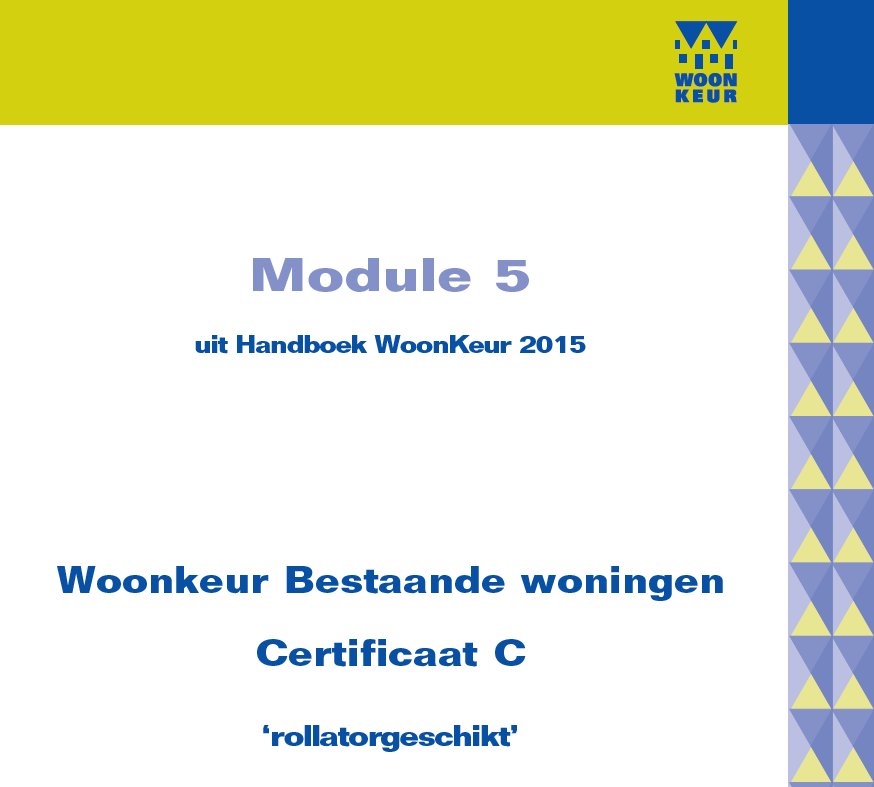 WOON
KEUR
Module 5
uit Handboek WoonKeur 2015
Woonkeur Bestaande woningen
Certificaat C
‘rollatorgeschikt’